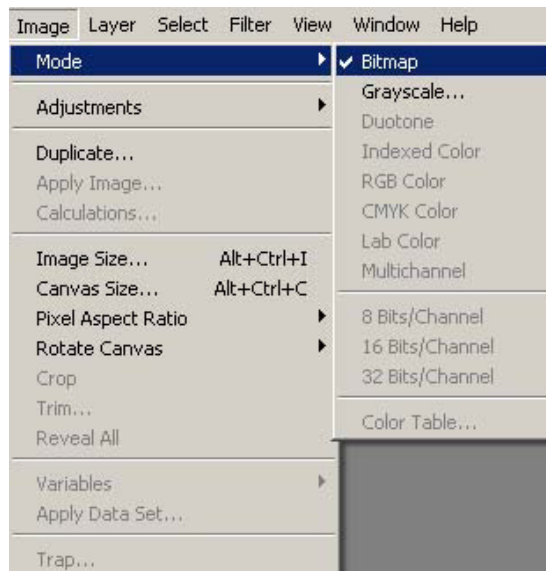 Image Layer Select Filter View Window Help
Mode
Adjustments
Duplicate...
Apply Image...
Calculations...
Image Size... Alt+Ctrl+I
Canvas Size... Alt+Ctrl+C
Pixel Aspect Ratio
Rotate Canvas
Crop
Trim...
Reveal All
Variables
Apply Data Set...
Trap...
Bitmap
Grayscale...
Duotone
Indexed Color
RGB Color
CMYK Color
Lab Color
Multichannel
8 Bits/Channel
16 Bits/Channel
32 Bits/Channel
Color Table...